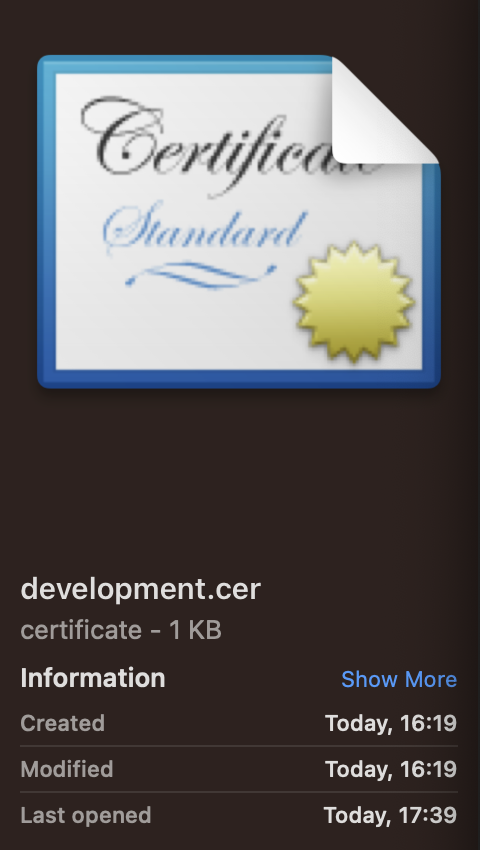 Certificate
Standard
development.cer
certificate - 1 KB
Information Show More
Created Today, 16:19
Modified Today, 16:19
Last opened Today, 17:39